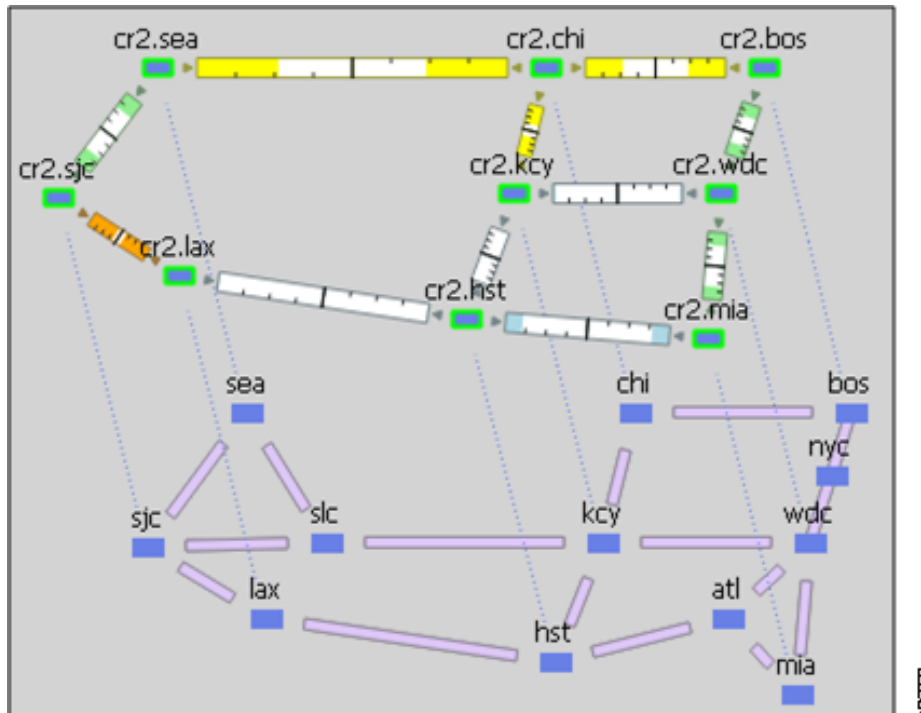 cr2.sea
cr2.chi
cr2.bos
cr2.sjc
cr2.kcy
cr2.wdc
cr2.lax
cr2.hst
cr2.mia
sea
chi
bos
nyc
sjc
slc
kcy
wdc
lax
atl
hst
mia